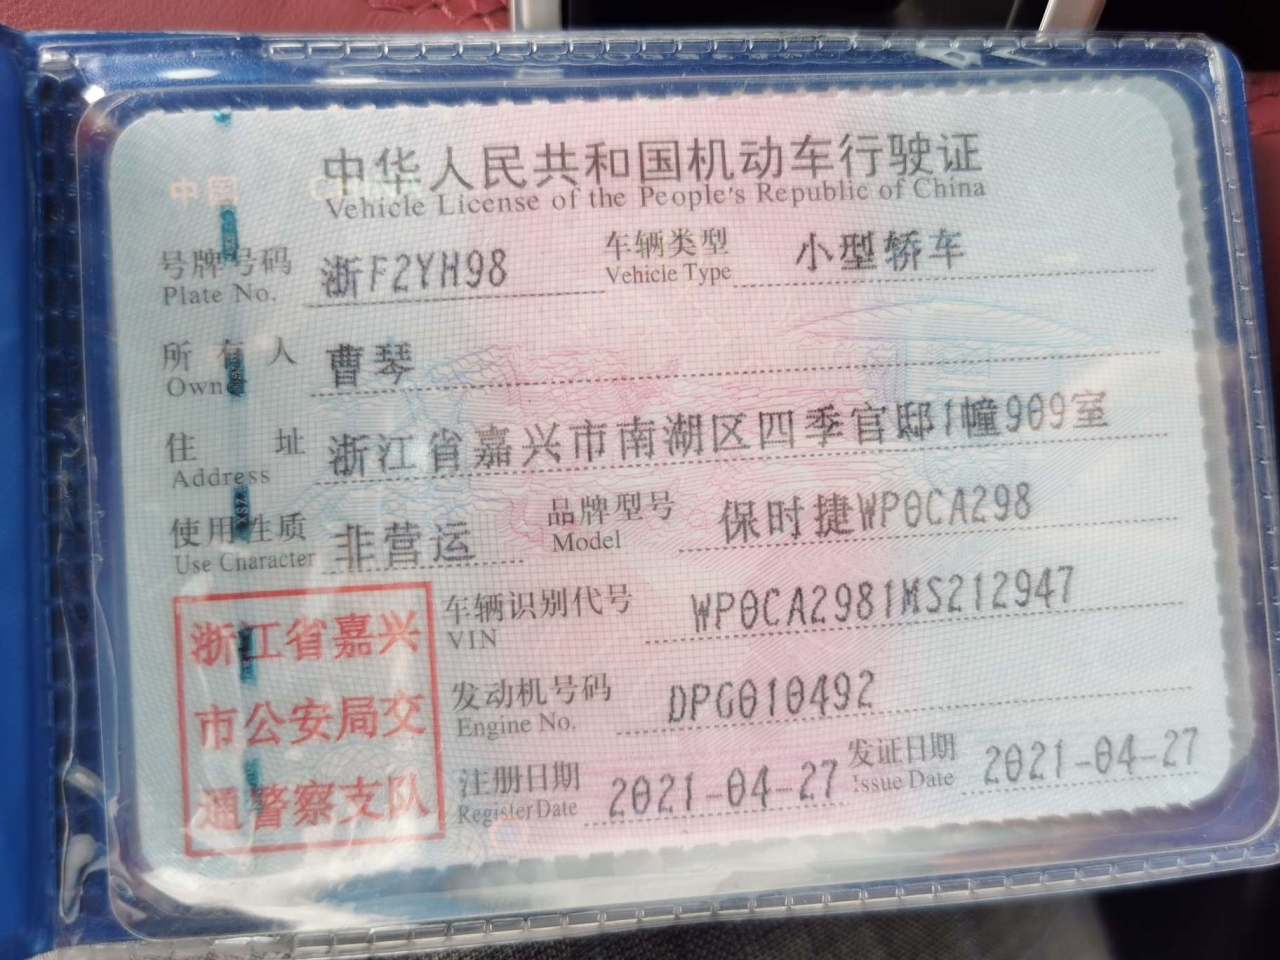 中华人民共和国机动车行驶证
中国 CHINA
Vehicle License of the People's Republic of China
号牌号码 浙F2YH98 车辆类型 小型轿车
Plate No. Vehicle Type
所有人 曹琴
Owner
住址 浙江省嘉兴市南湖区四季官邸1幢909室
Address
使用性质 非营运 品牌型号 保时捷WP0CA298
Use Character Model
车辆识别代号 WP0CA2981MS212947
VIN
发动机号码 DPG010492
Engine No.
注册日期 2021-04-27 发证日期 2021-04-27
Register Date Issue Date
浙江省嘉兴
市公安局交
通警察支队